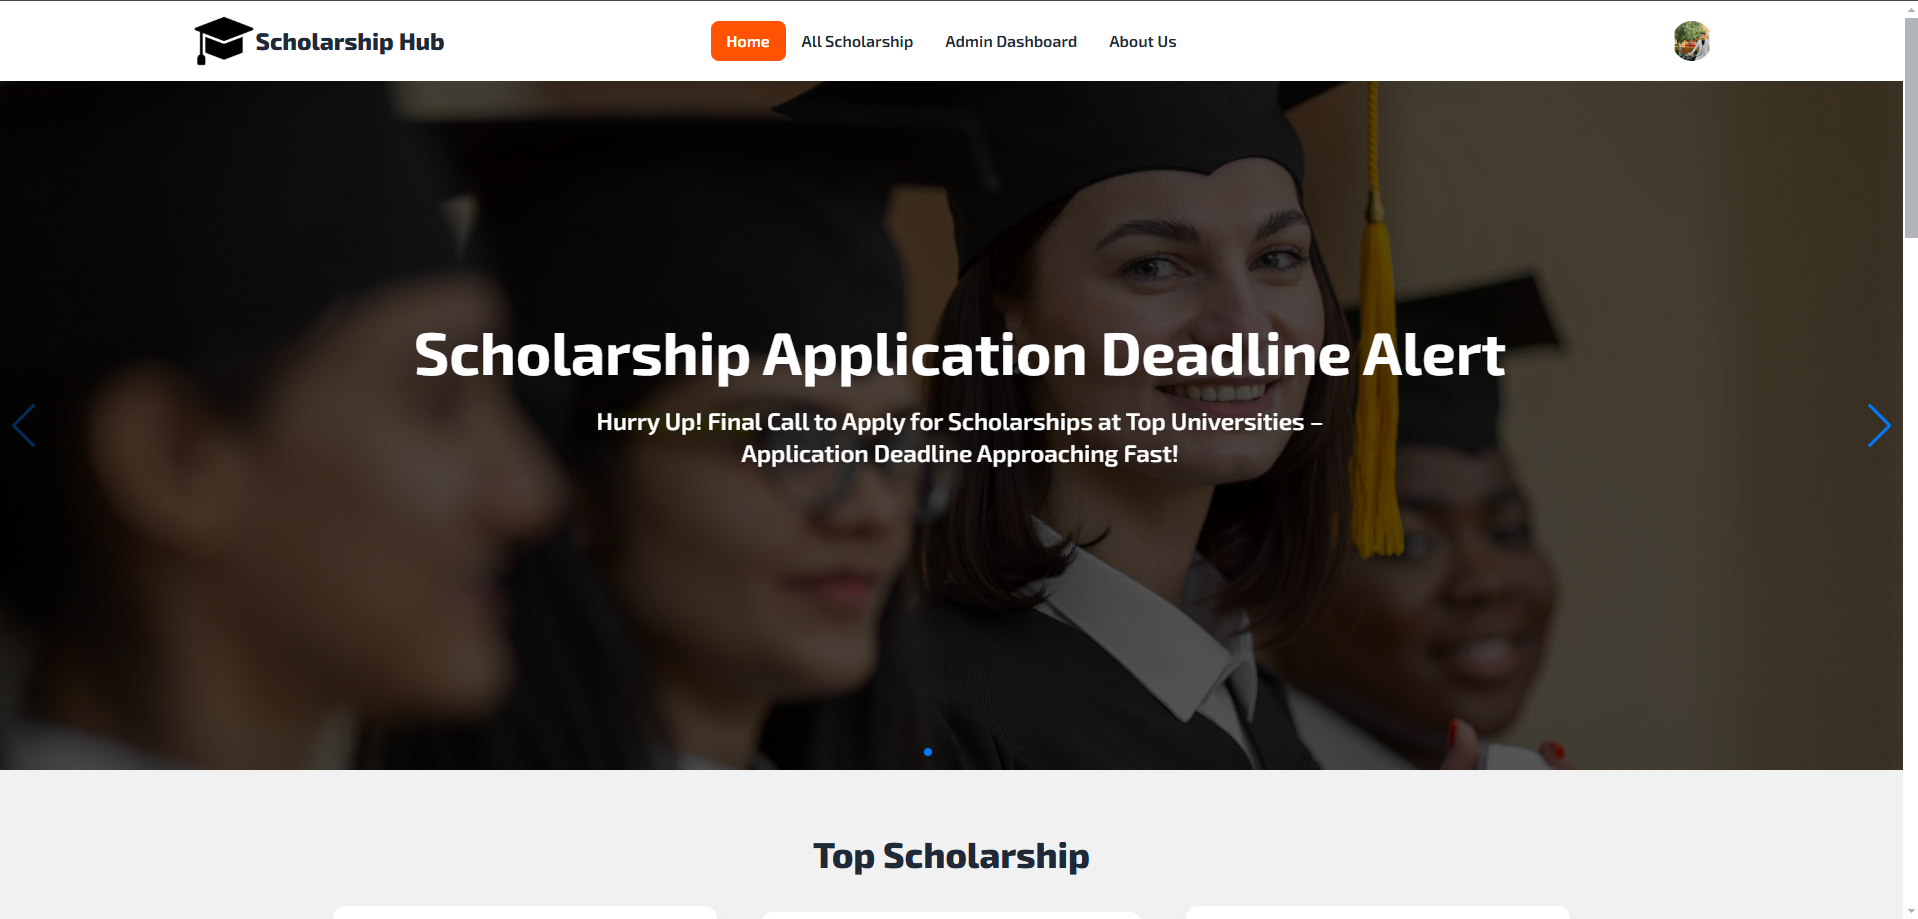 Scholarship Hub
Home
All Scholarship
Admin Dashboard
About Us
Scholarship Application Deadline Alert
Hurry Up! Final Call to Apply for Scholarships at Top Universities –
Application Deadline Approaching Fast!
Top Scholarship